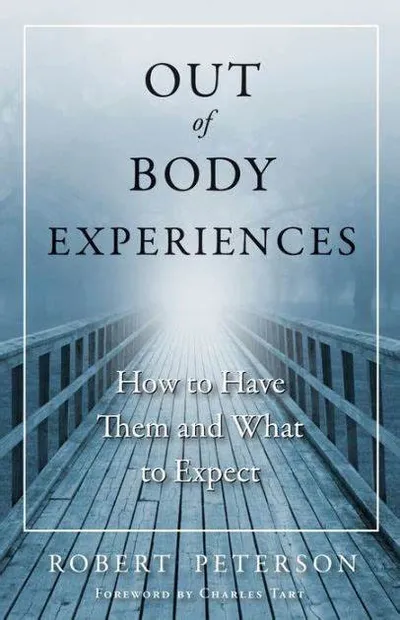 OUT
of
BODY
EXPERIENCES
How to Have
Them and What
to Expect
ROBERT PETERSON
FOREWORD BY CHARLES TART